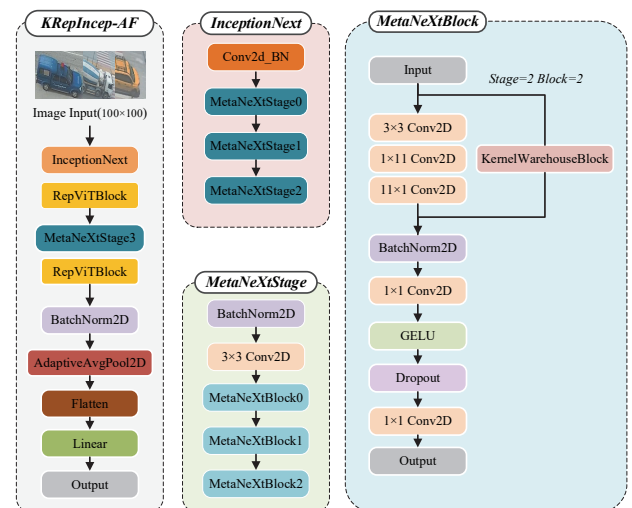 KRepIncep-AF
Image Input(100×100)
InceptionNext
RepViTBlock
MetaNeXtStage3
RepViTBlock
BatchNorm2D
AdaptiveAvgPool2D
Flatten
Linear
Output
InceptionNext
Conv2d_BN
MetaNeXtStage0
MetaNeXtStage1
MetaNeXtStage2
MetaNeXtStage
BatchNorm2D
3×3 Conv2D
MetaNeXtBlock0
MetaNeXtBlock1
MetaNeXtBlock2
MetaNeXtBlock
Input
Stage=2 Block=2
3×3 Conv2D
1×11 Conv2D
11×1 Conv2D
KernelWarehouseBlock
BatchNorm2D
1×1 Conv2D
GELU
Dropout
1×1 Conv2D
Output